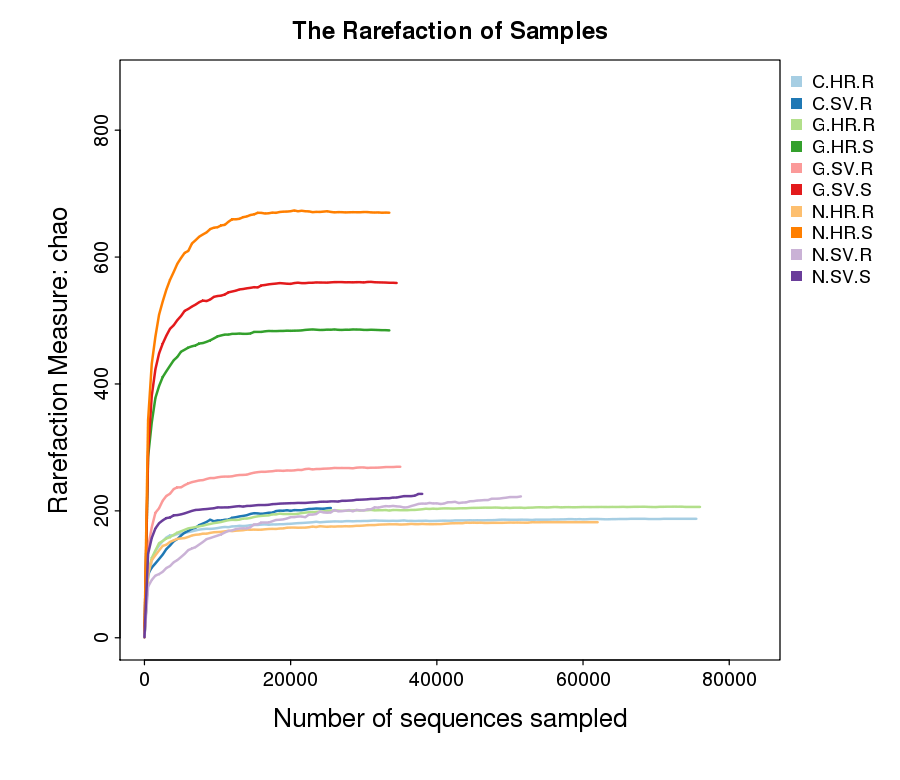 The Rarefaction of Samples
Rarefaction Measure: chao
800
600
400
200
0
0 20000 40000 60000 80000
Number of sequences sampled
C.HR.R
C.SV.R
G.HR.R
G.HR.S
G.SV.R
G.SV.S
N.HR.R
N.HR.S
N.SV.R
N.SV.S